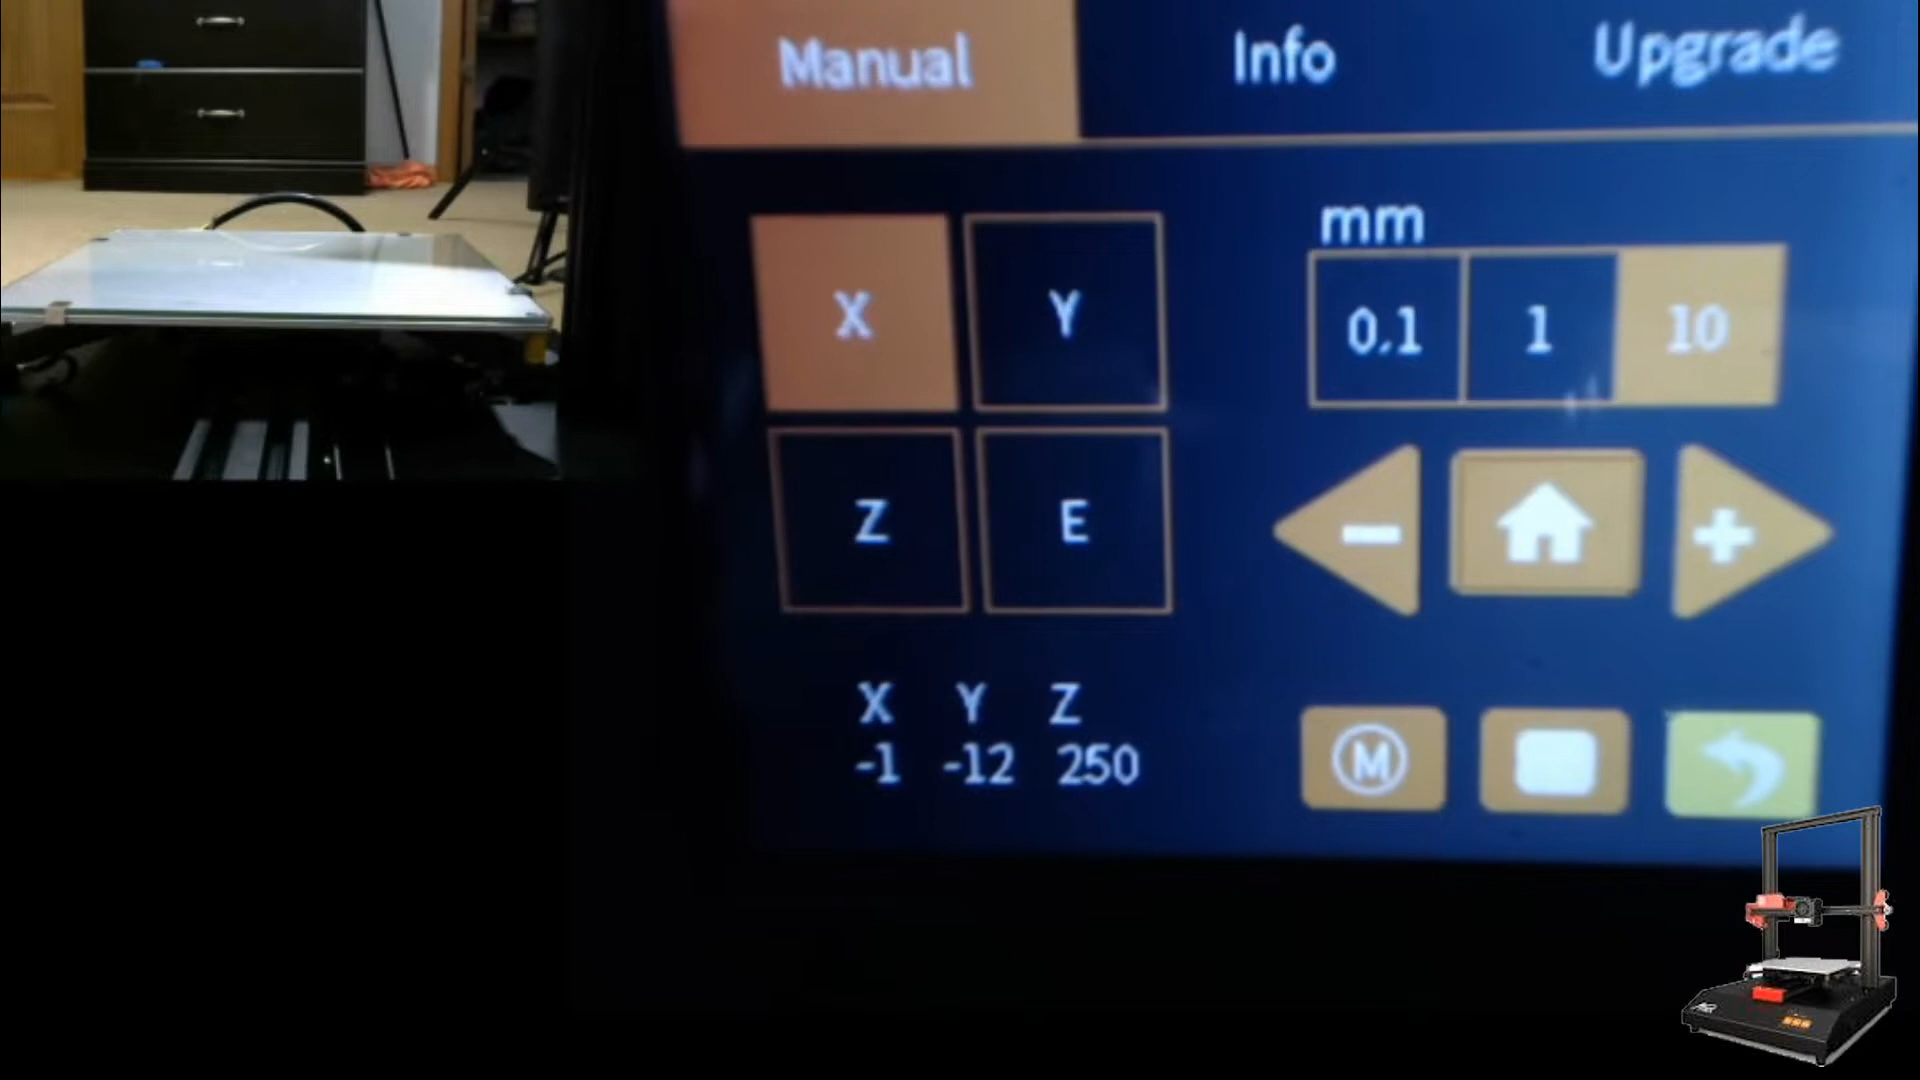 Manual Info Upgrade
mm
X Y
0.1 1 10
Z E
- +
X Y Z
-1 -12 250
M